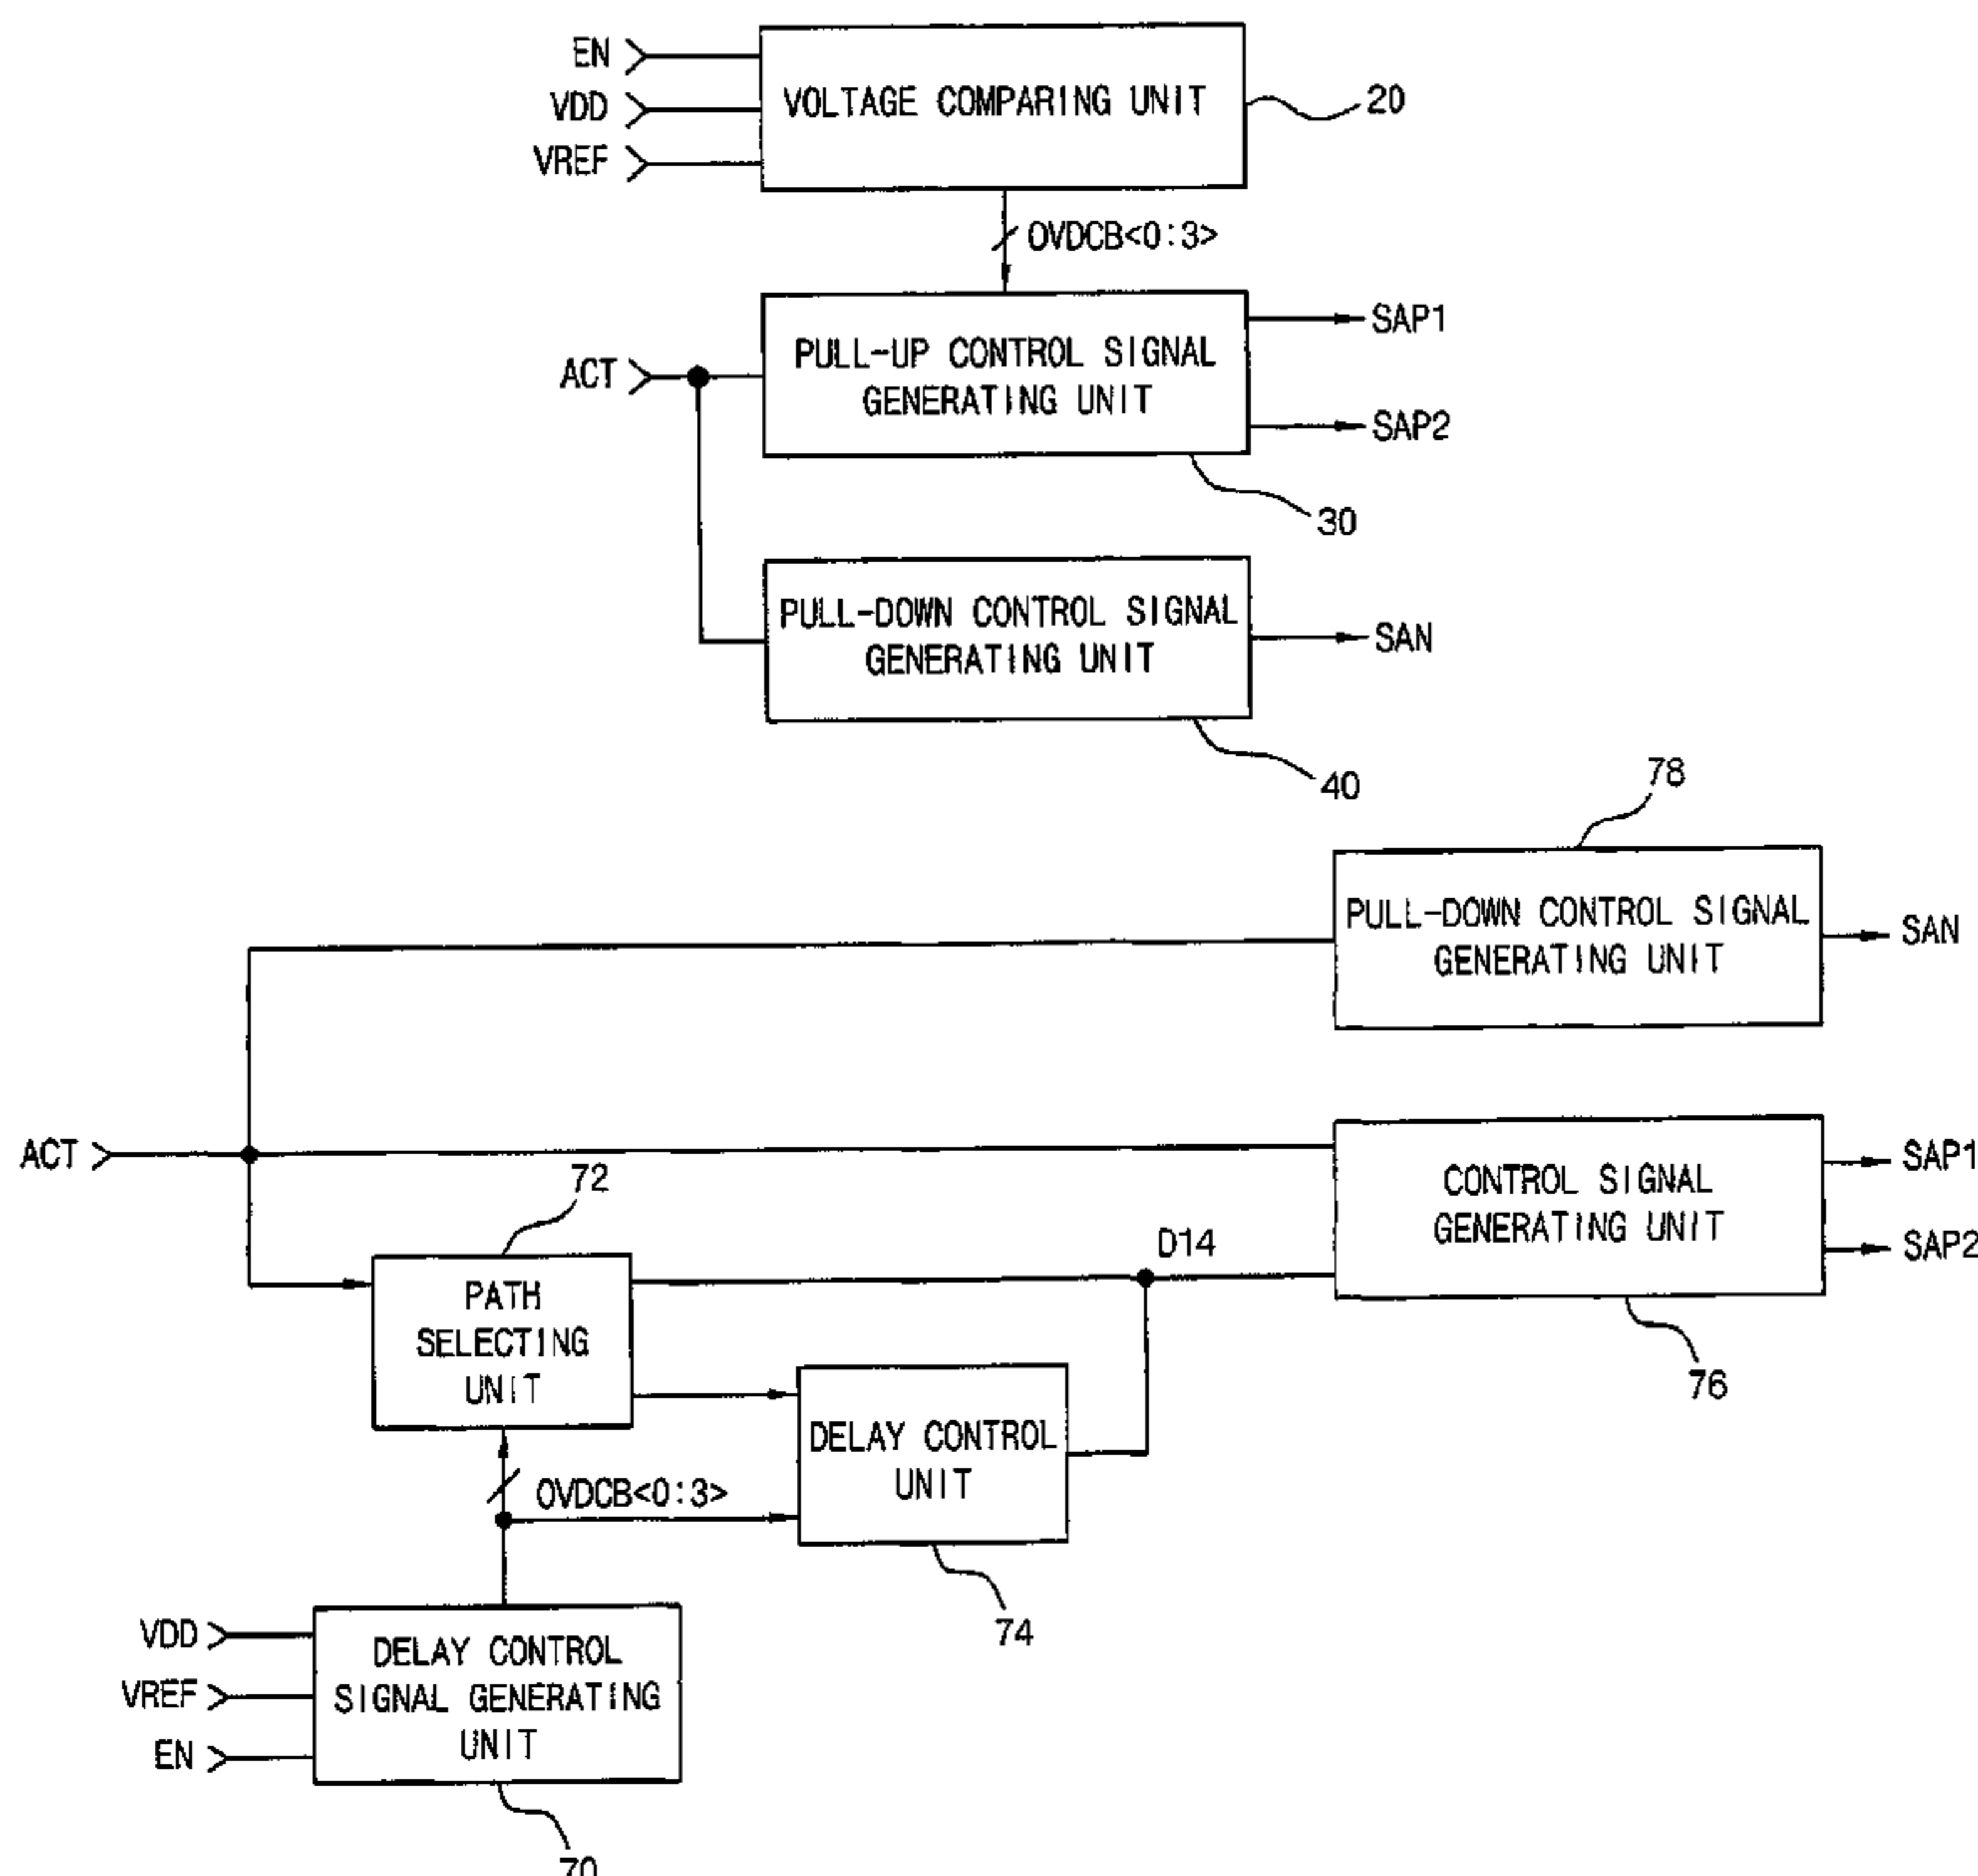 EN
VDD
VREF
VOLTAGE COMPARING UNIT
20
OVDCB<0:3>
ACT
PULL-UP CONTROL SIGNAL
GENERATING UNIT
SAP1
SAP2
30
PULL-DOWN CONTROL SIGNAL
GENERATING UNIT
SAN
40
78
PULL-DOWN CONTROL SIGNAL
GENERATING UNIT
SAN
ACT
72
CONTROL SIGNAL
GENERATING UNIT
SAP1
SAP2
D14
76
PATH
SELECTING
UNIT
DELAY CONTROL
UNIT
OVDCB<0:3>
74
VDD
VREF
EN
DELAY CONTROL
SIGNAL GENERATING
UNIT
70